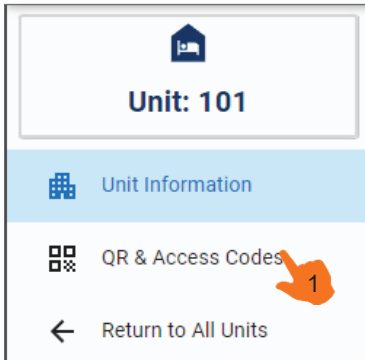 Unit: 101
Unit Information
QR & Access Codes
1
Return to All Units